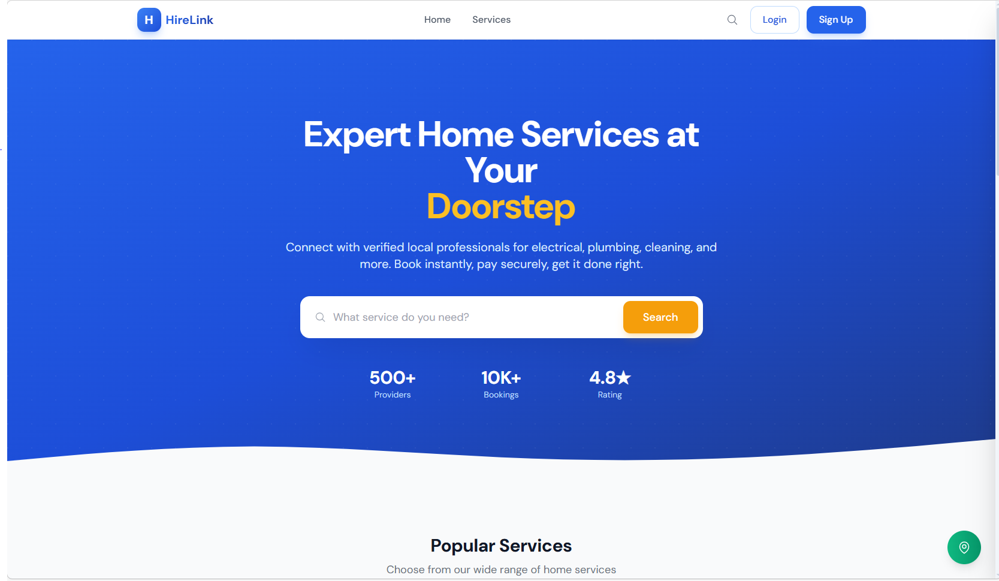 H HireLink
Home Services
Login Sign Up
Expert Home Services at
Your
Doorstep
Connect with verified local professionals for electrical, plumbing, cleaning, and
more. Book instantly, pay securely, get it done right.
What service do you need? Search
500+ 10K+ 4.8★
Providers Bookings Rating
Popular Services
Choose from our wide range of home services